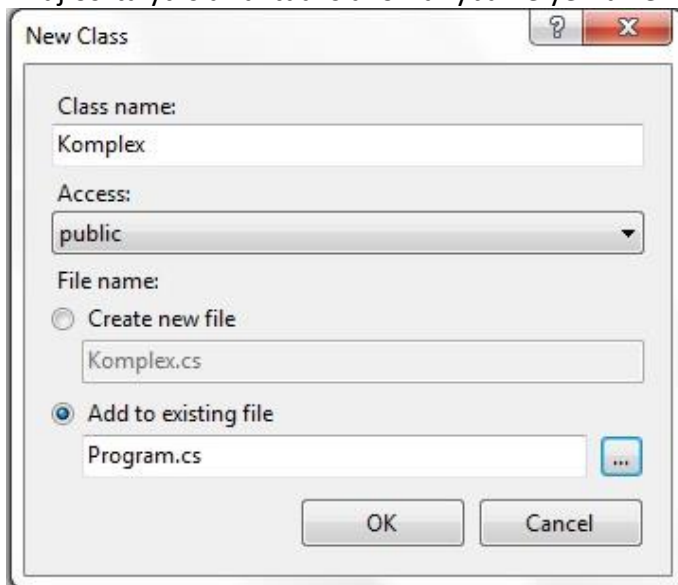 New Class
Class name:
Komplex
Access:
public
File name:
Create new file
Komplex.cs
Add to existing file
Program.cs
...
OK
Cancel